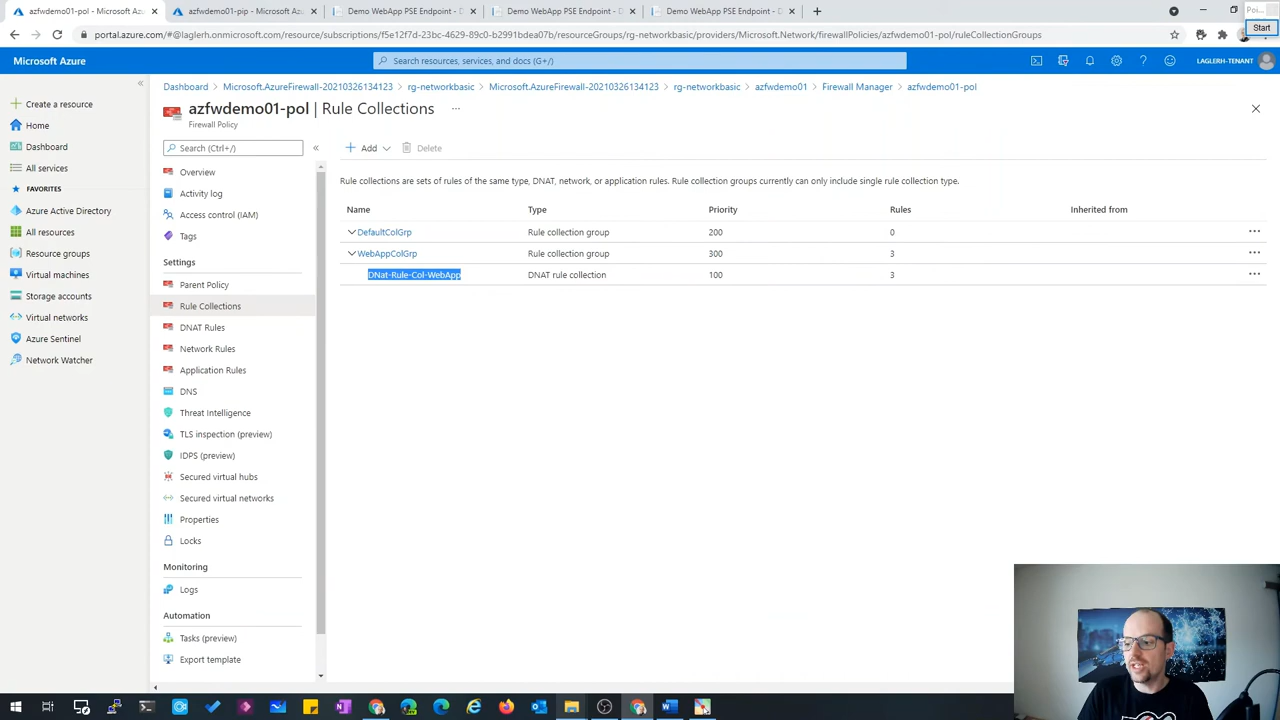 azfwdemo01-pol - Microsoft Azu
azfwdemo01-pip - Microsoft Azu
Demo WebApp PSE Endpoint - D
Demo WebApp PSE Endpoint - D
Demo WebApp PSE Endpoint - D
Poi...
Start
portal.azure.com/#@laglerh.onmicrosoft.com/resource/subscriptions/f5e12f7d-23bc-4629-89c0-b2991bdea07b/resourceGroups/rg-networkbasic/providers/Microsoft.Network/firewallPolicies/azfwdemo01-pol/ruleCollectionGroups
Microsoft Azure
Search resources, services, and docs (G+/)
LAGLERH-TENANT
Create a resource
Home
Dashboard
All services
FAVORITES
Azure Active Directory
All resources
Resource groups
Virtual machines
Storage accounts
Virtual networks
Azure Sentinel
Network Watcher
Dashboard > Microsoft.AzureFirewall-20210326134123 > rg-networkbasic > Microsoft.AzureFirewall-20210326134123 > rg-networkbasic > azfwdemo01 > Firewall Manager > azfwdemo01-pol
azfwdemo01-pol | Rule Collections ...
Firewall Policy
Search (Ctrl+/)
Overview
Activity log
Access control (IAM)
Tags
Settings
Parent Policy
Rule Collections
DNAT Rules
Network Rules
Application Rules
DNS
Threat Intelligence
TLS inspection (preview)
IDPS (preview)
Secured virtual hubs
Secured virtual networks
Properties
Locks
Monitoring
Logs
Automation
Tasks (preview)
Export template
Add
Delete
Rule collections are sets of rules of the same type, DNAT, network, or application rules. Rule collection groups currently can only include single rule collection type.
Name Type Priority Rules Inherited from
DefaultColGrp Rule collection group 200 0
WebAppColGrp Rule collection group 300 3
DNat-Rule-Col-WebApp DNAT rule collection 100 3